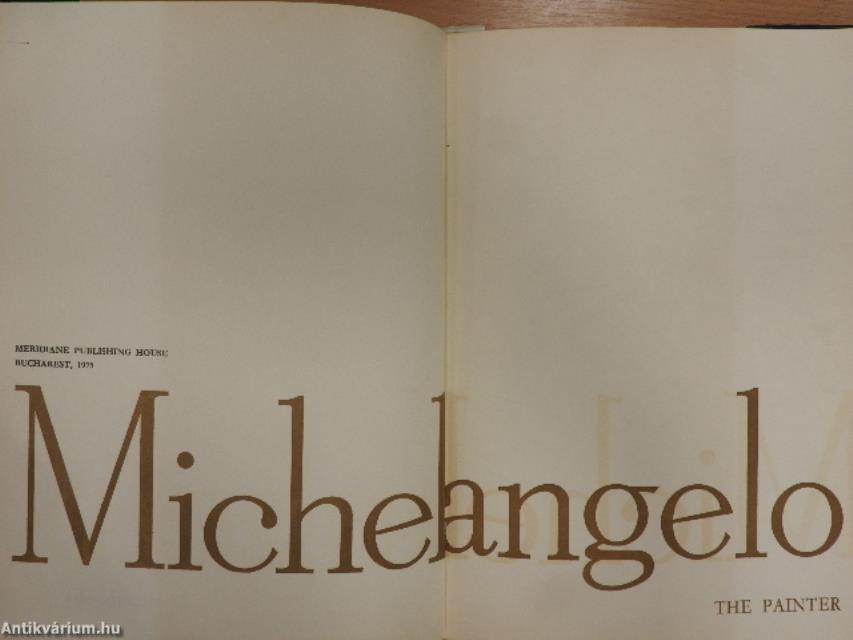 MERIDIANE PUBLISHING HOUSE
BUCHAREST, 1975
Michelangelo
THE PAINTER
Antikvárium.hu